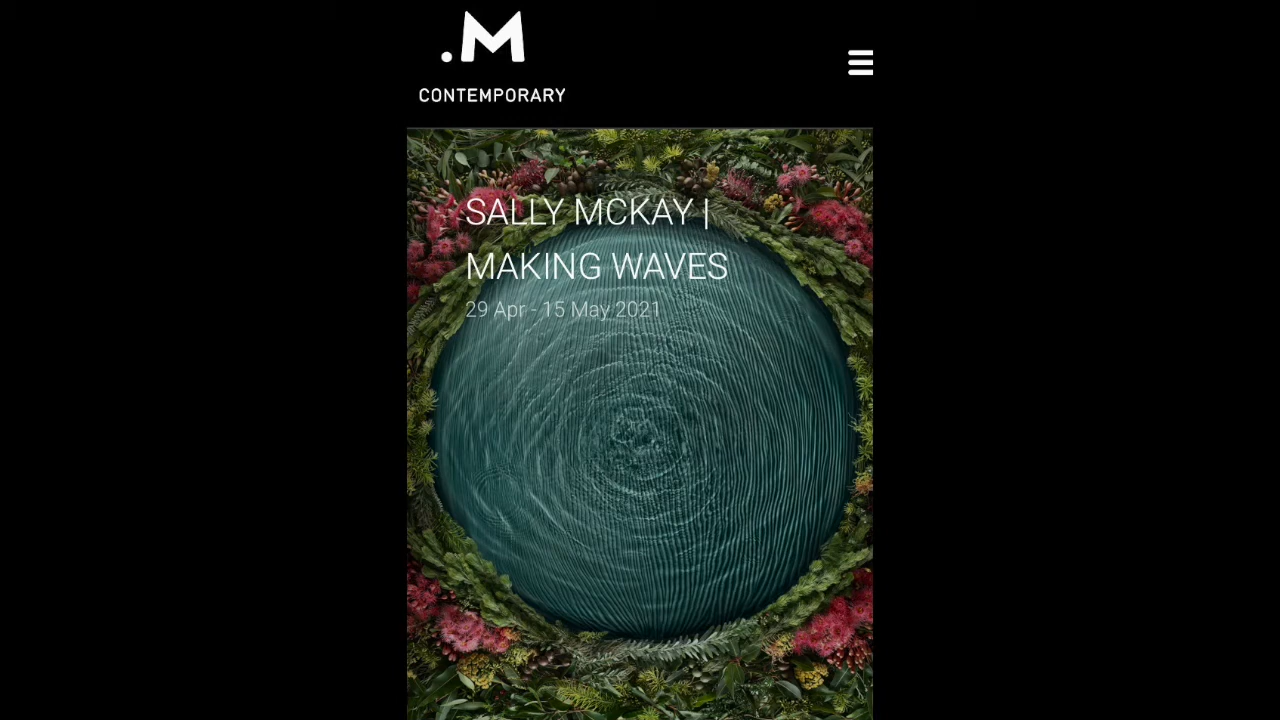 .M
CONTEMPORARY
SALLY MCKAY |
MAKING WAVES
29 Apr - 15 May 2021